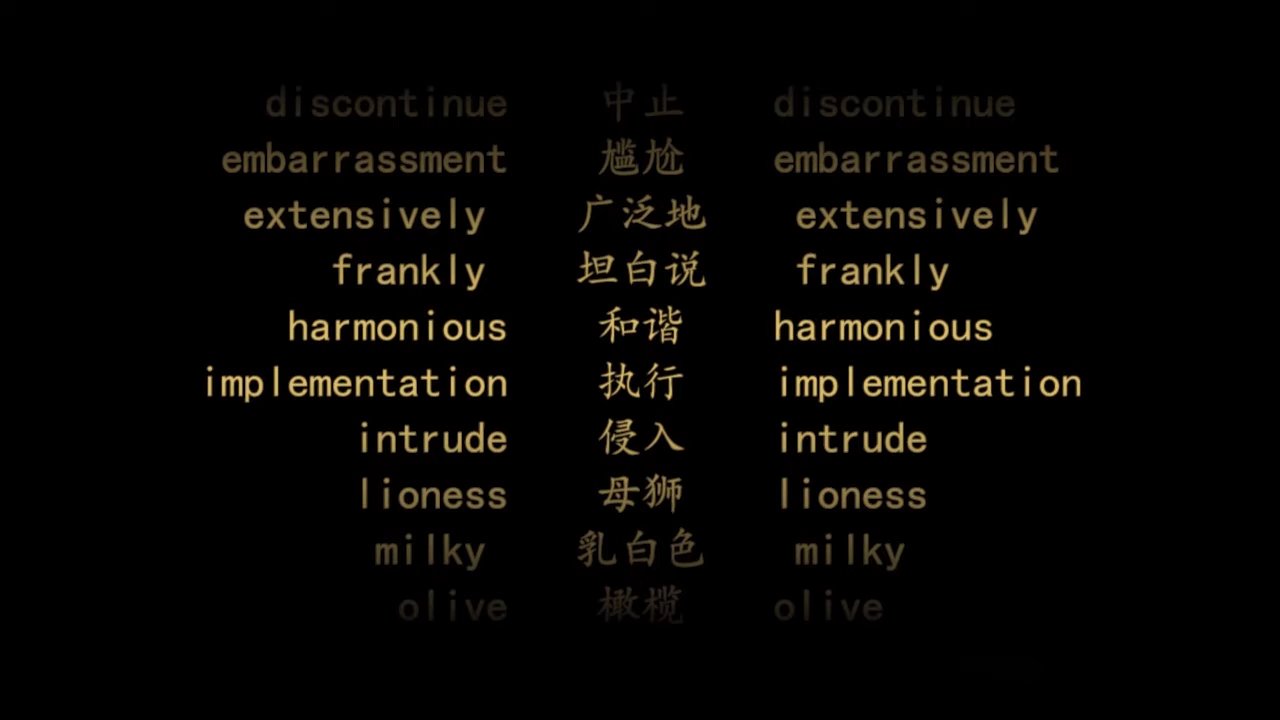 discontinue 中止 discontinue
embarrassment 尴尬 embarrassment
extensively 广泛地 extensively
frankly 坦白说 frankly
harmonious 和谐 harmonious
implementation 执行 implementation
intrude 侵入 intrude
lioness 母狮 lioness
milky 乳白色 milky
olive 橄榄 olive